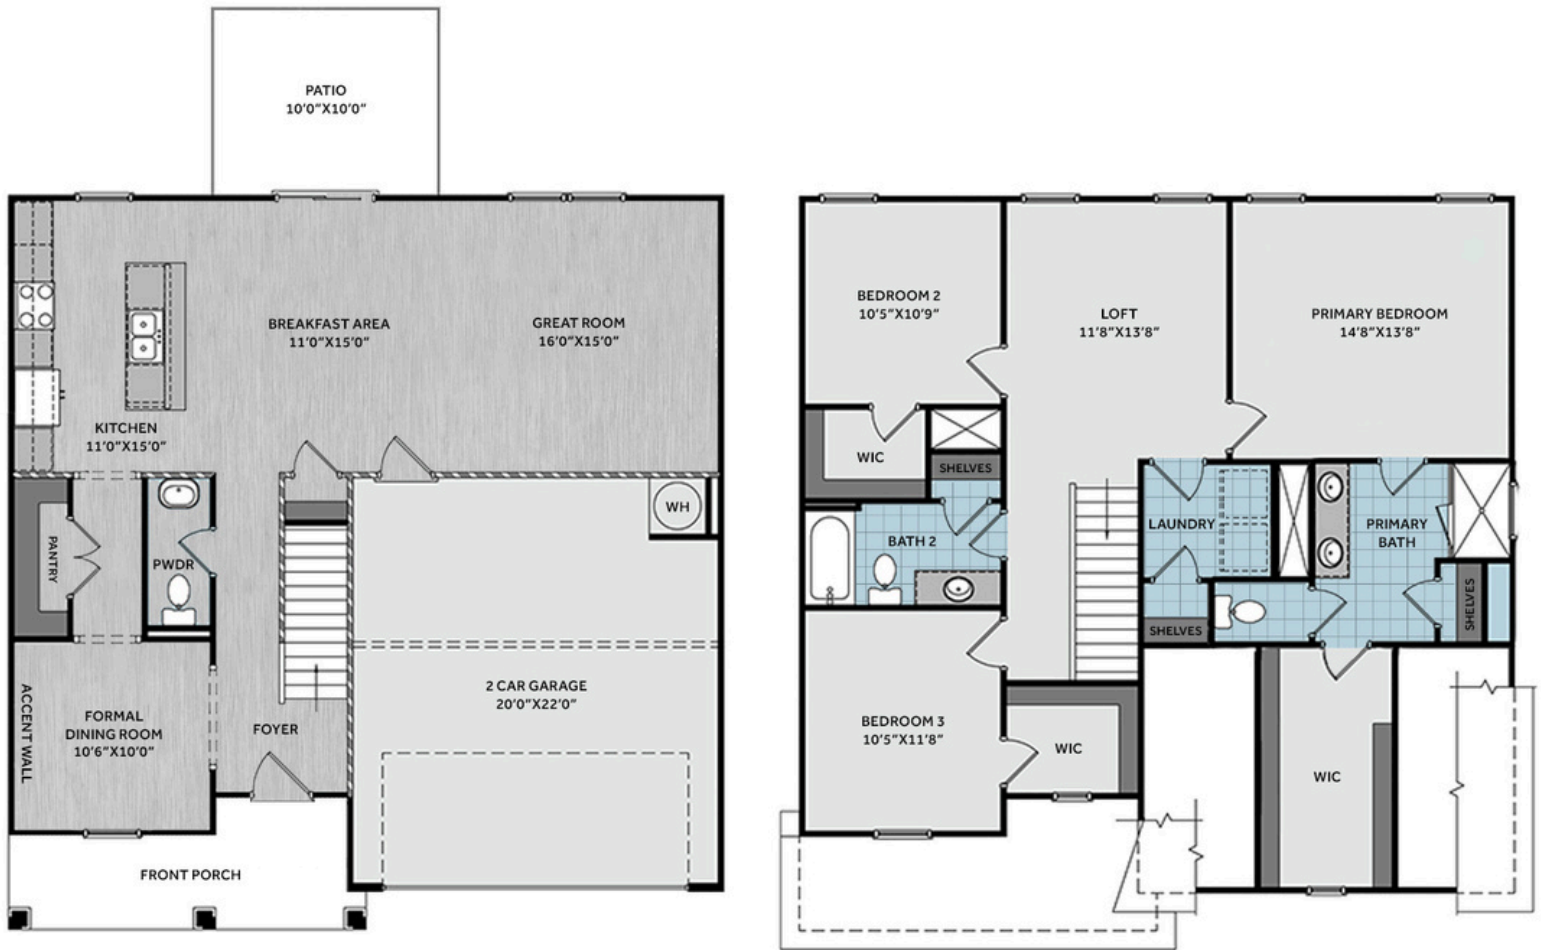 PATIO
10'0"X10'0"
BREAKFAST AREA
11'0"X15'0"
GREAT ROOM
16'0"X15'0"
KITCHEN
11'0"X15'0"
PANTRY
PWDR
WH
ACCENT WALL
FORMAL
DINING ROOM
10'6"X10'0"
FOYER
2 CAR GARAGE
20'0"X22'0"
FRONT PORCH
BEDROOM 2
10'5"X10'9"
LOFT
11'8"X13'8"
PRIMARY BEDROOM
14'8"X13'8"
WIC
SHELVES
BATH 2
LAUNDRY
PRIMARY
BATH
SHELVES
SHELVES
BEDROOM 3
10'5"X11'8"
WIC
WIC